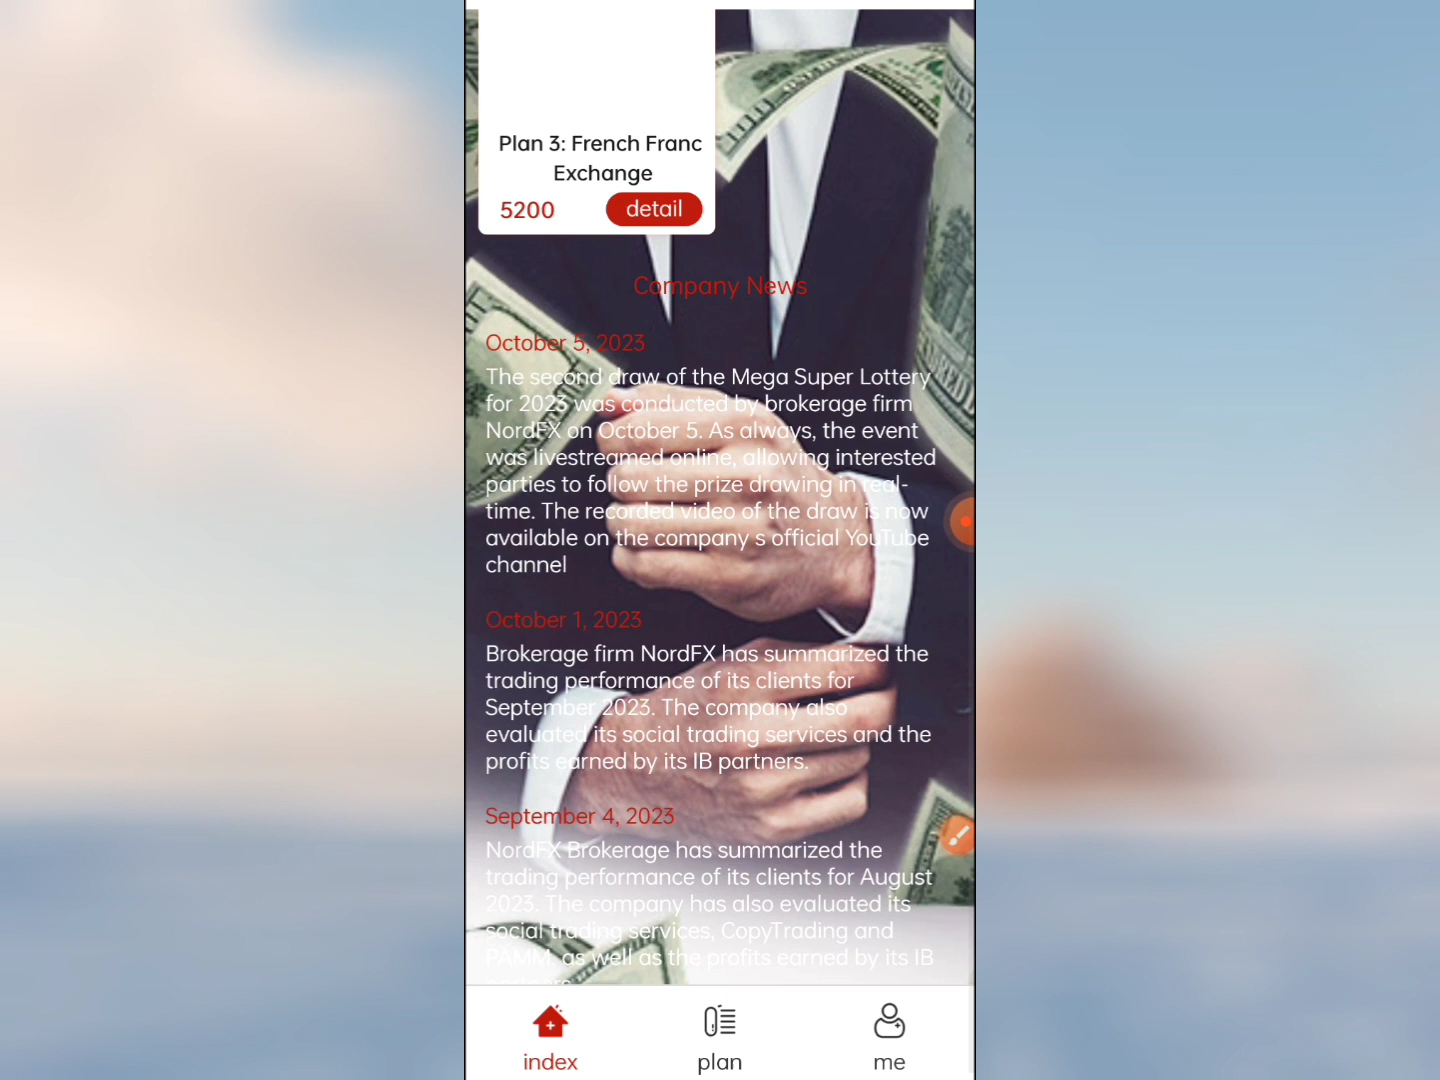 Plan 3: French Franc
Exchange
5200
detail
Company News
October 5, 2023
The second draw of the Mega Super Lottery
for 2023 was conducted by brokerage firm
NordFX on October 5. As always, the event
was livestreamed online, allowing interested
parties to follow the prize drawing in real-
time. The recorded video of the draw is now
available on the company s official YouTube
channel
October 1, 2023
Brokerage firm NordFX has summarized the
trading performance of its clients for
September 2023. The company also
evaluated its social trading services and the
profits earned by its IB partners.
September 4, 2023
NordFX Brokerage has summarized the
trading performance of its clients for August
2023. The company has also evaluated its
social trading services, CopyTrading and
PAMM, as well as the profits earned by its IB
index
plan
me